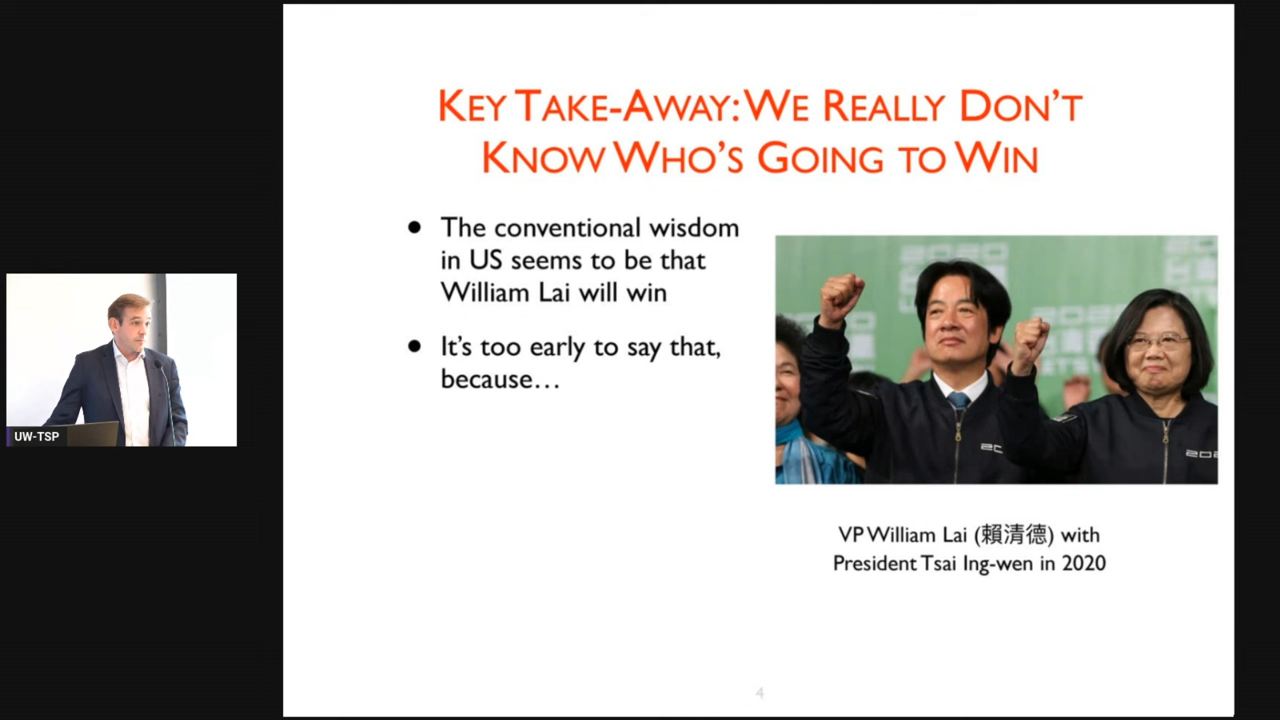 KEY TAKE-AWAY: WE REALLY DON'T
KNOW WHO'S GOING TO WIN
● The conventional wisdom
in US seems to be that
William Lai will win
● It's too early to say that,
because…
2020
VP William Lai (賴清德) with
President Tsai Ing-wen in 2020
UW-TSP
4